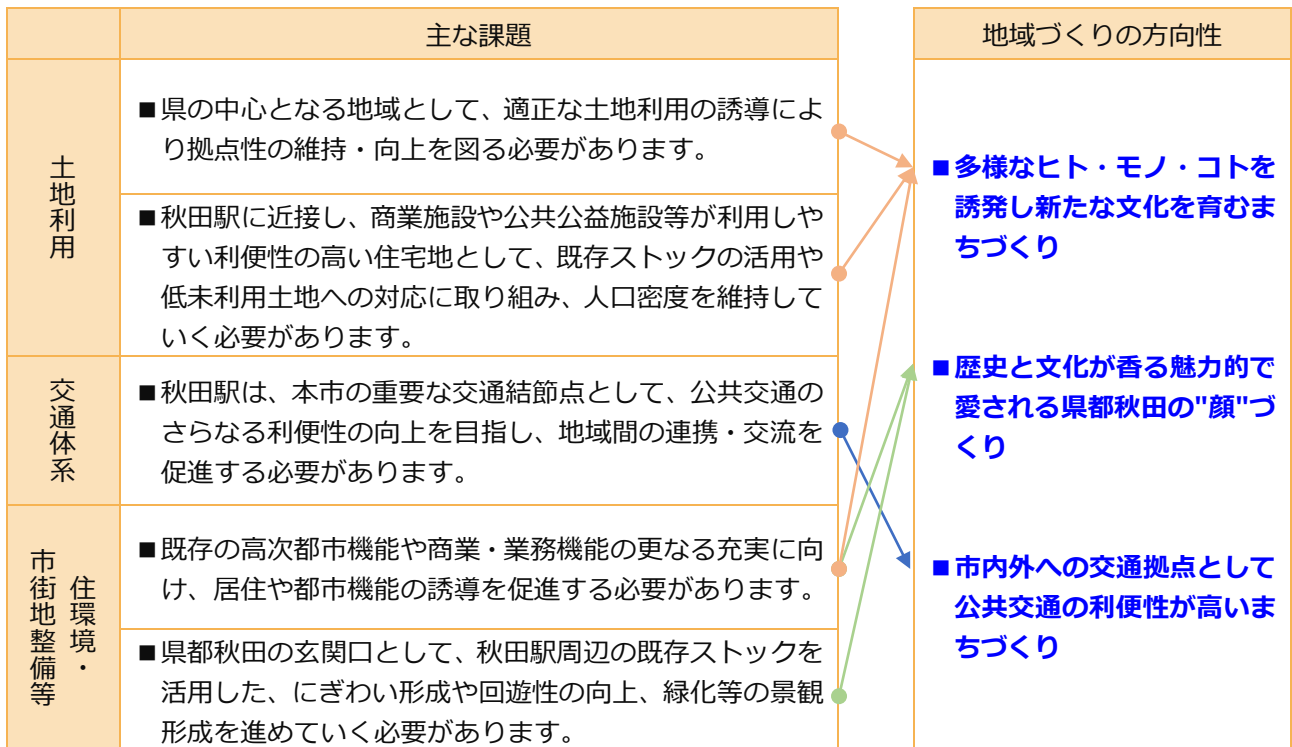 主な課題
土地利用
■県の中心となる地域として、適正な土地利用の誘導によ
り拠点性の維持・向上を図る必要があります。
■秋田駅に近接し、商業施設や公共公益施設等が利用しや
すい利便性の高い住宅地として、既存ストックの活用や
低未利用土地への対応に取り組み、人口密度を維持して
いく必要があります。
交通体系
■秋田駅は、本市の重要な交通結節点として、公共交通の
さらなる利便性の向上を目指し、地域間の連携・交流を
促進する必要があります。
住環境・
市街地整備等
■既存の高次都市機能や商業・業務機能の更なる充実に向
け、居住や都市機能の誘導を促進する必要があります。
■県都秋田の玄関口として、秋田駅周辺の既存ストックを
活用した、にぎわい形成や回遊性の向上、緑化等の景観
形成を進めていく必要があります。
地域づくりの方向性
■多様なヒト・モノ・コトを
誘発し新たな文化を育むま
ちづくり
■歴史と文化が香る魅力的で
愛される県都秋田の"顔"づ
くり
■市内外への交通拠点として
公共交通の利便性が高いま
ちづくり